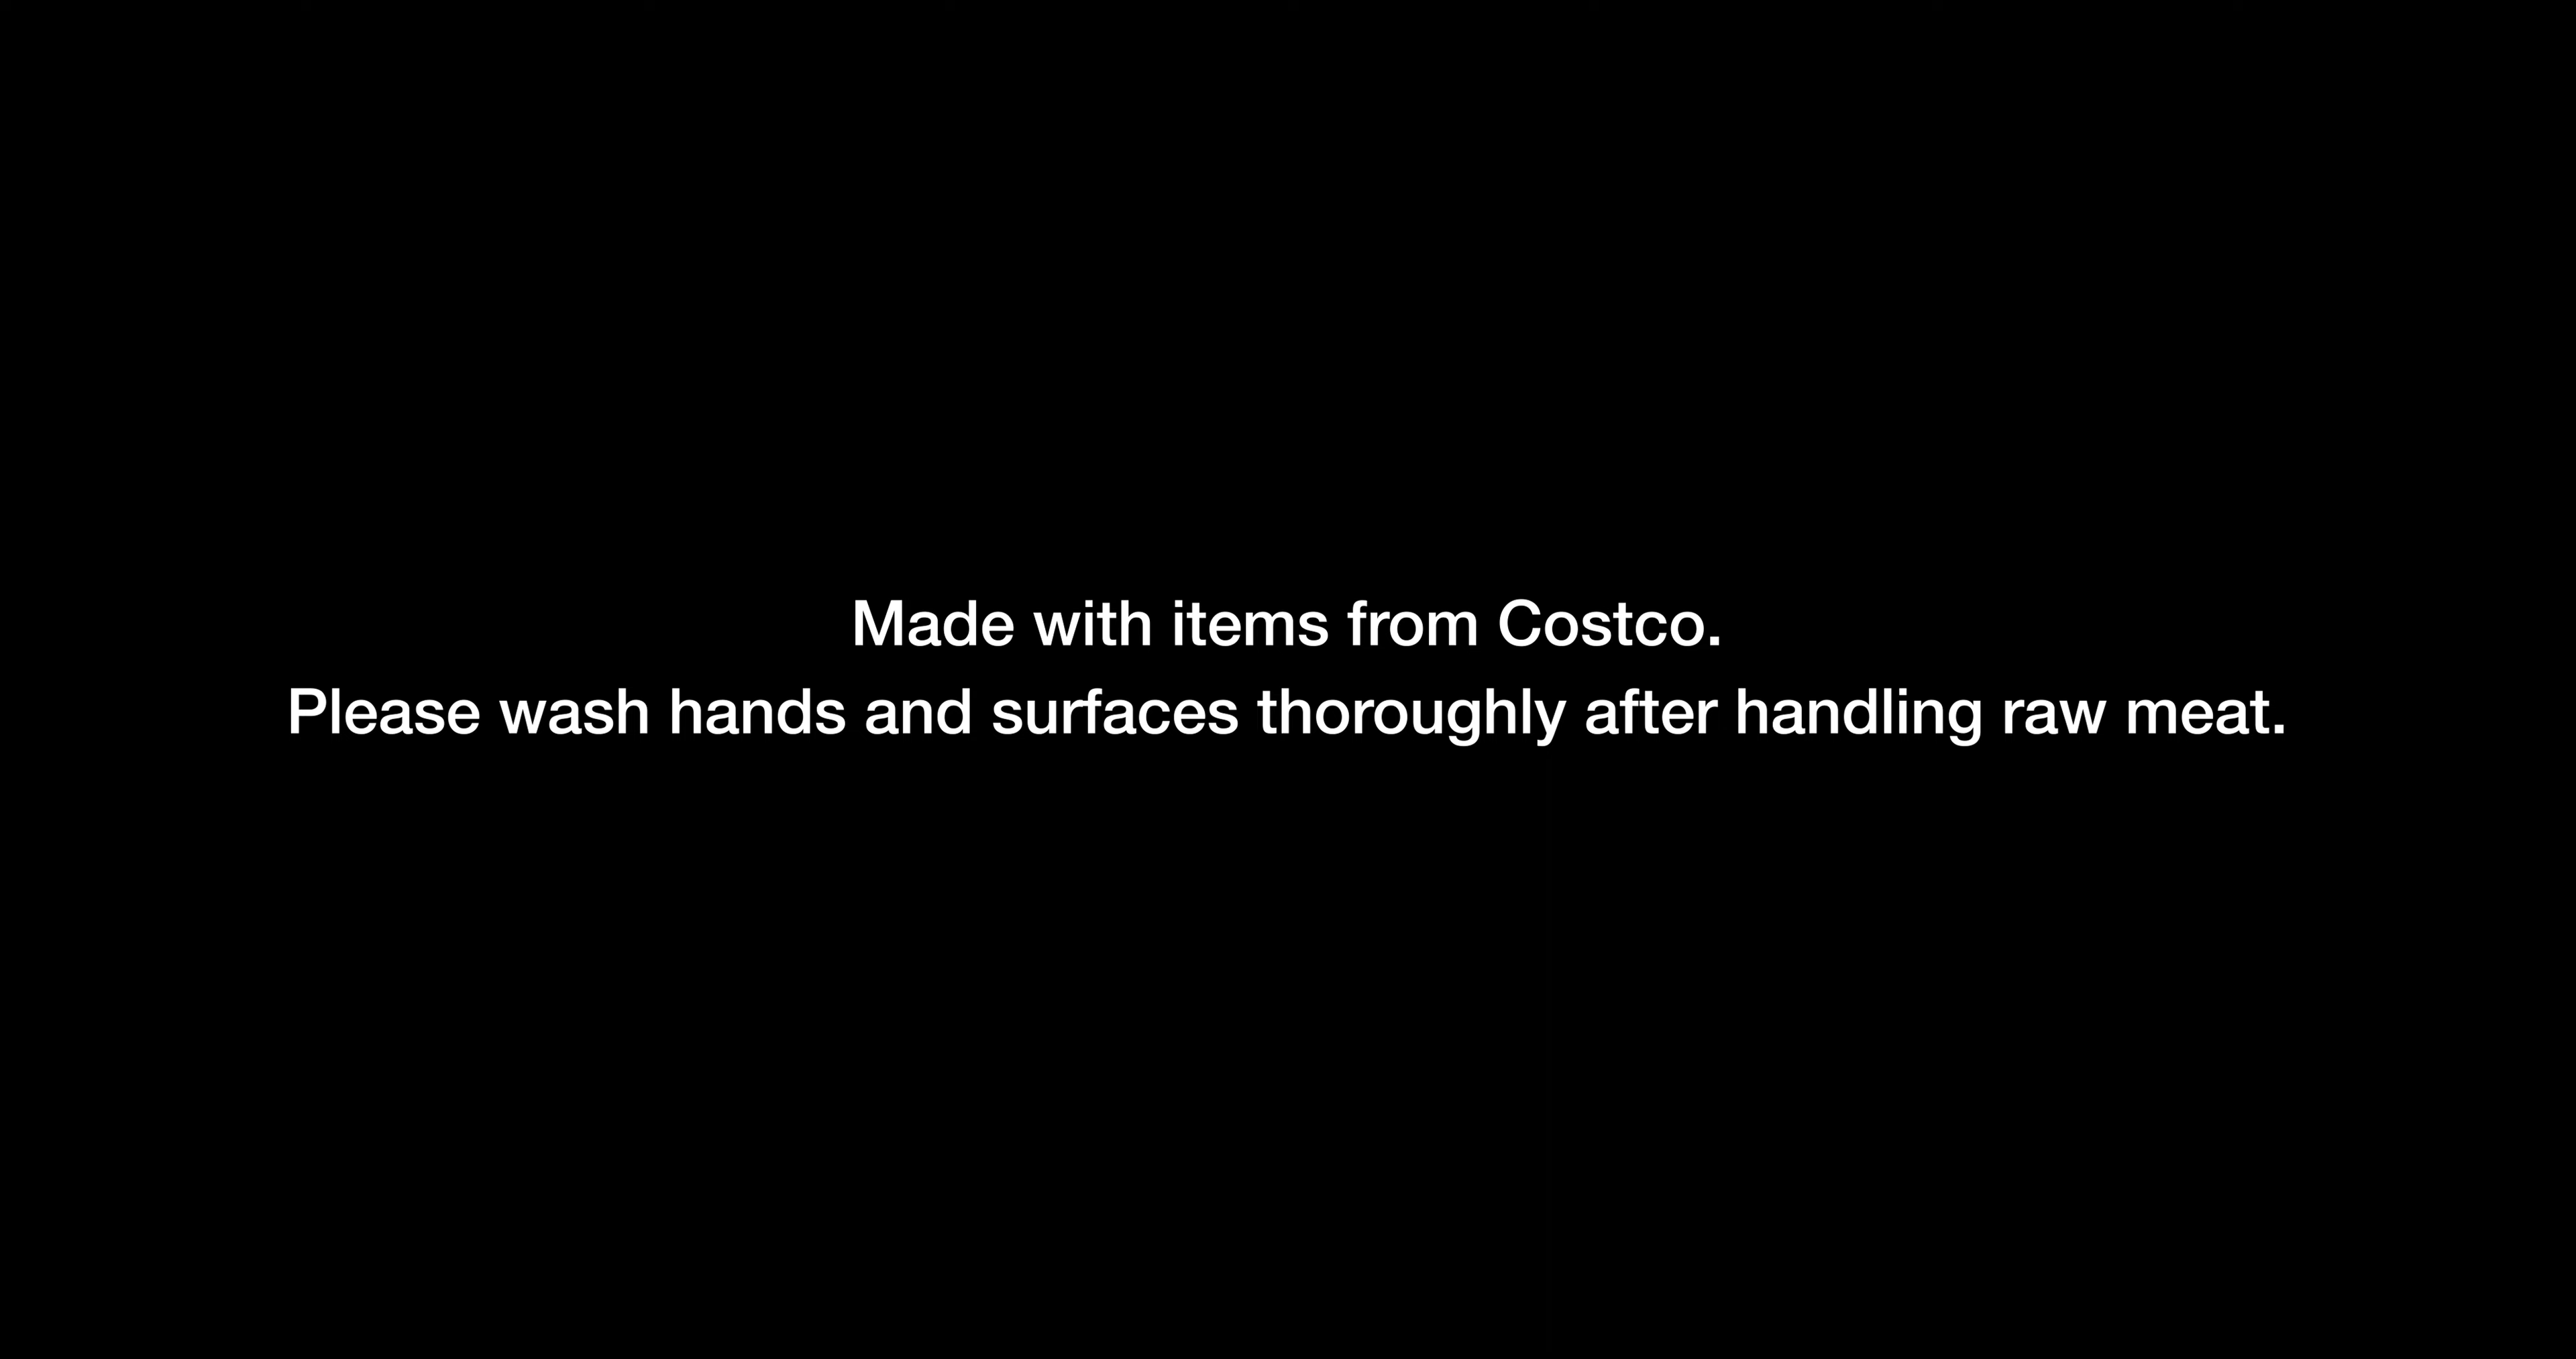 Made with items from Costco.
Please wash hands and surfaces thoroughly after handling raw meat.